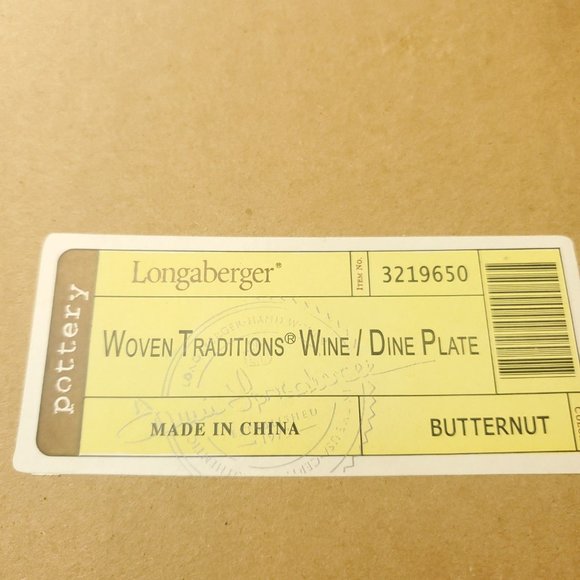 pottery
Longaberger®
ITEM NO. 3219650
WOVEN TRADITIONS® WINE / DINE PLATE
MADE IN CHINA
BUTTERNUT